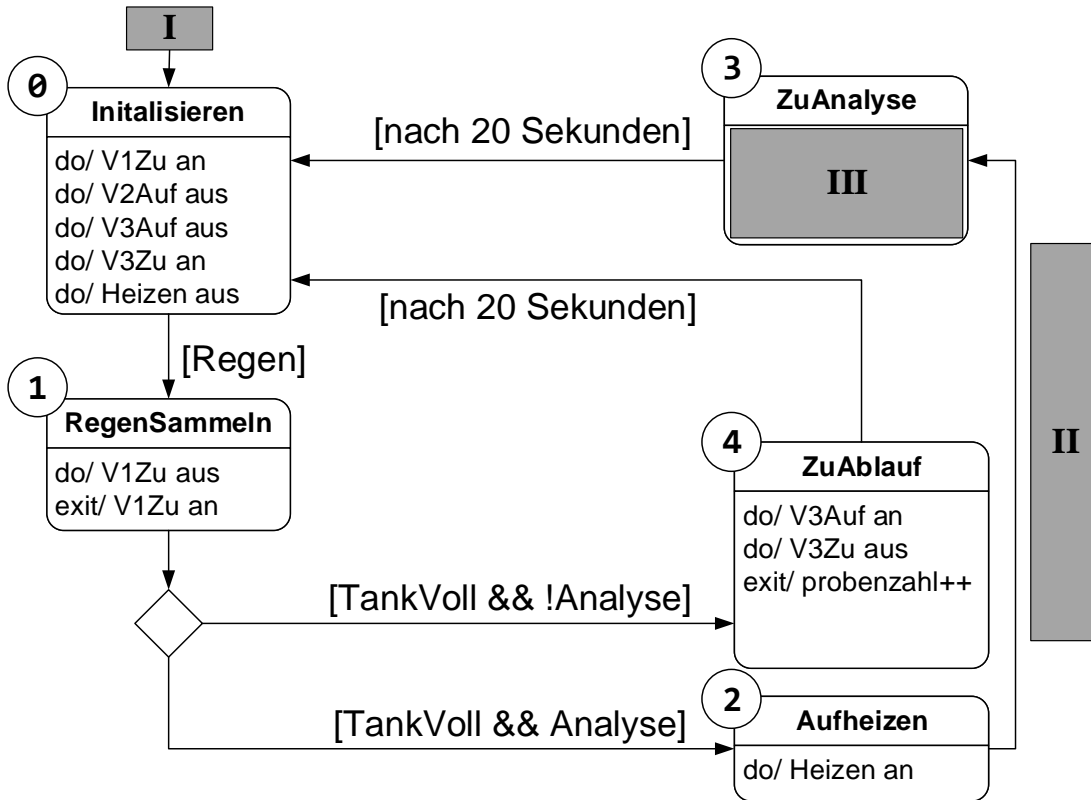 I
0
Initalisieren
do/ V1Zu an
do/ V2Auf aus
do/ V3Auf aus
do/ V3Zu an
do/ Heizen aus
[nach 20 Sekunden]
3
ZuAnalyse
III
[nach 20 Sekunden]
[Regen]
II
1
RegenSammeln
do/ V1Zu aus
exit/ V1Zu an
4
ZuAblauf
do/ V3Auf an
do/ V3Zu aus
exit/ probenzahl++
[TankVoll && !Analyse]
[TankVoll && Analyse]
2
Aufheizen
do/ Heizen an